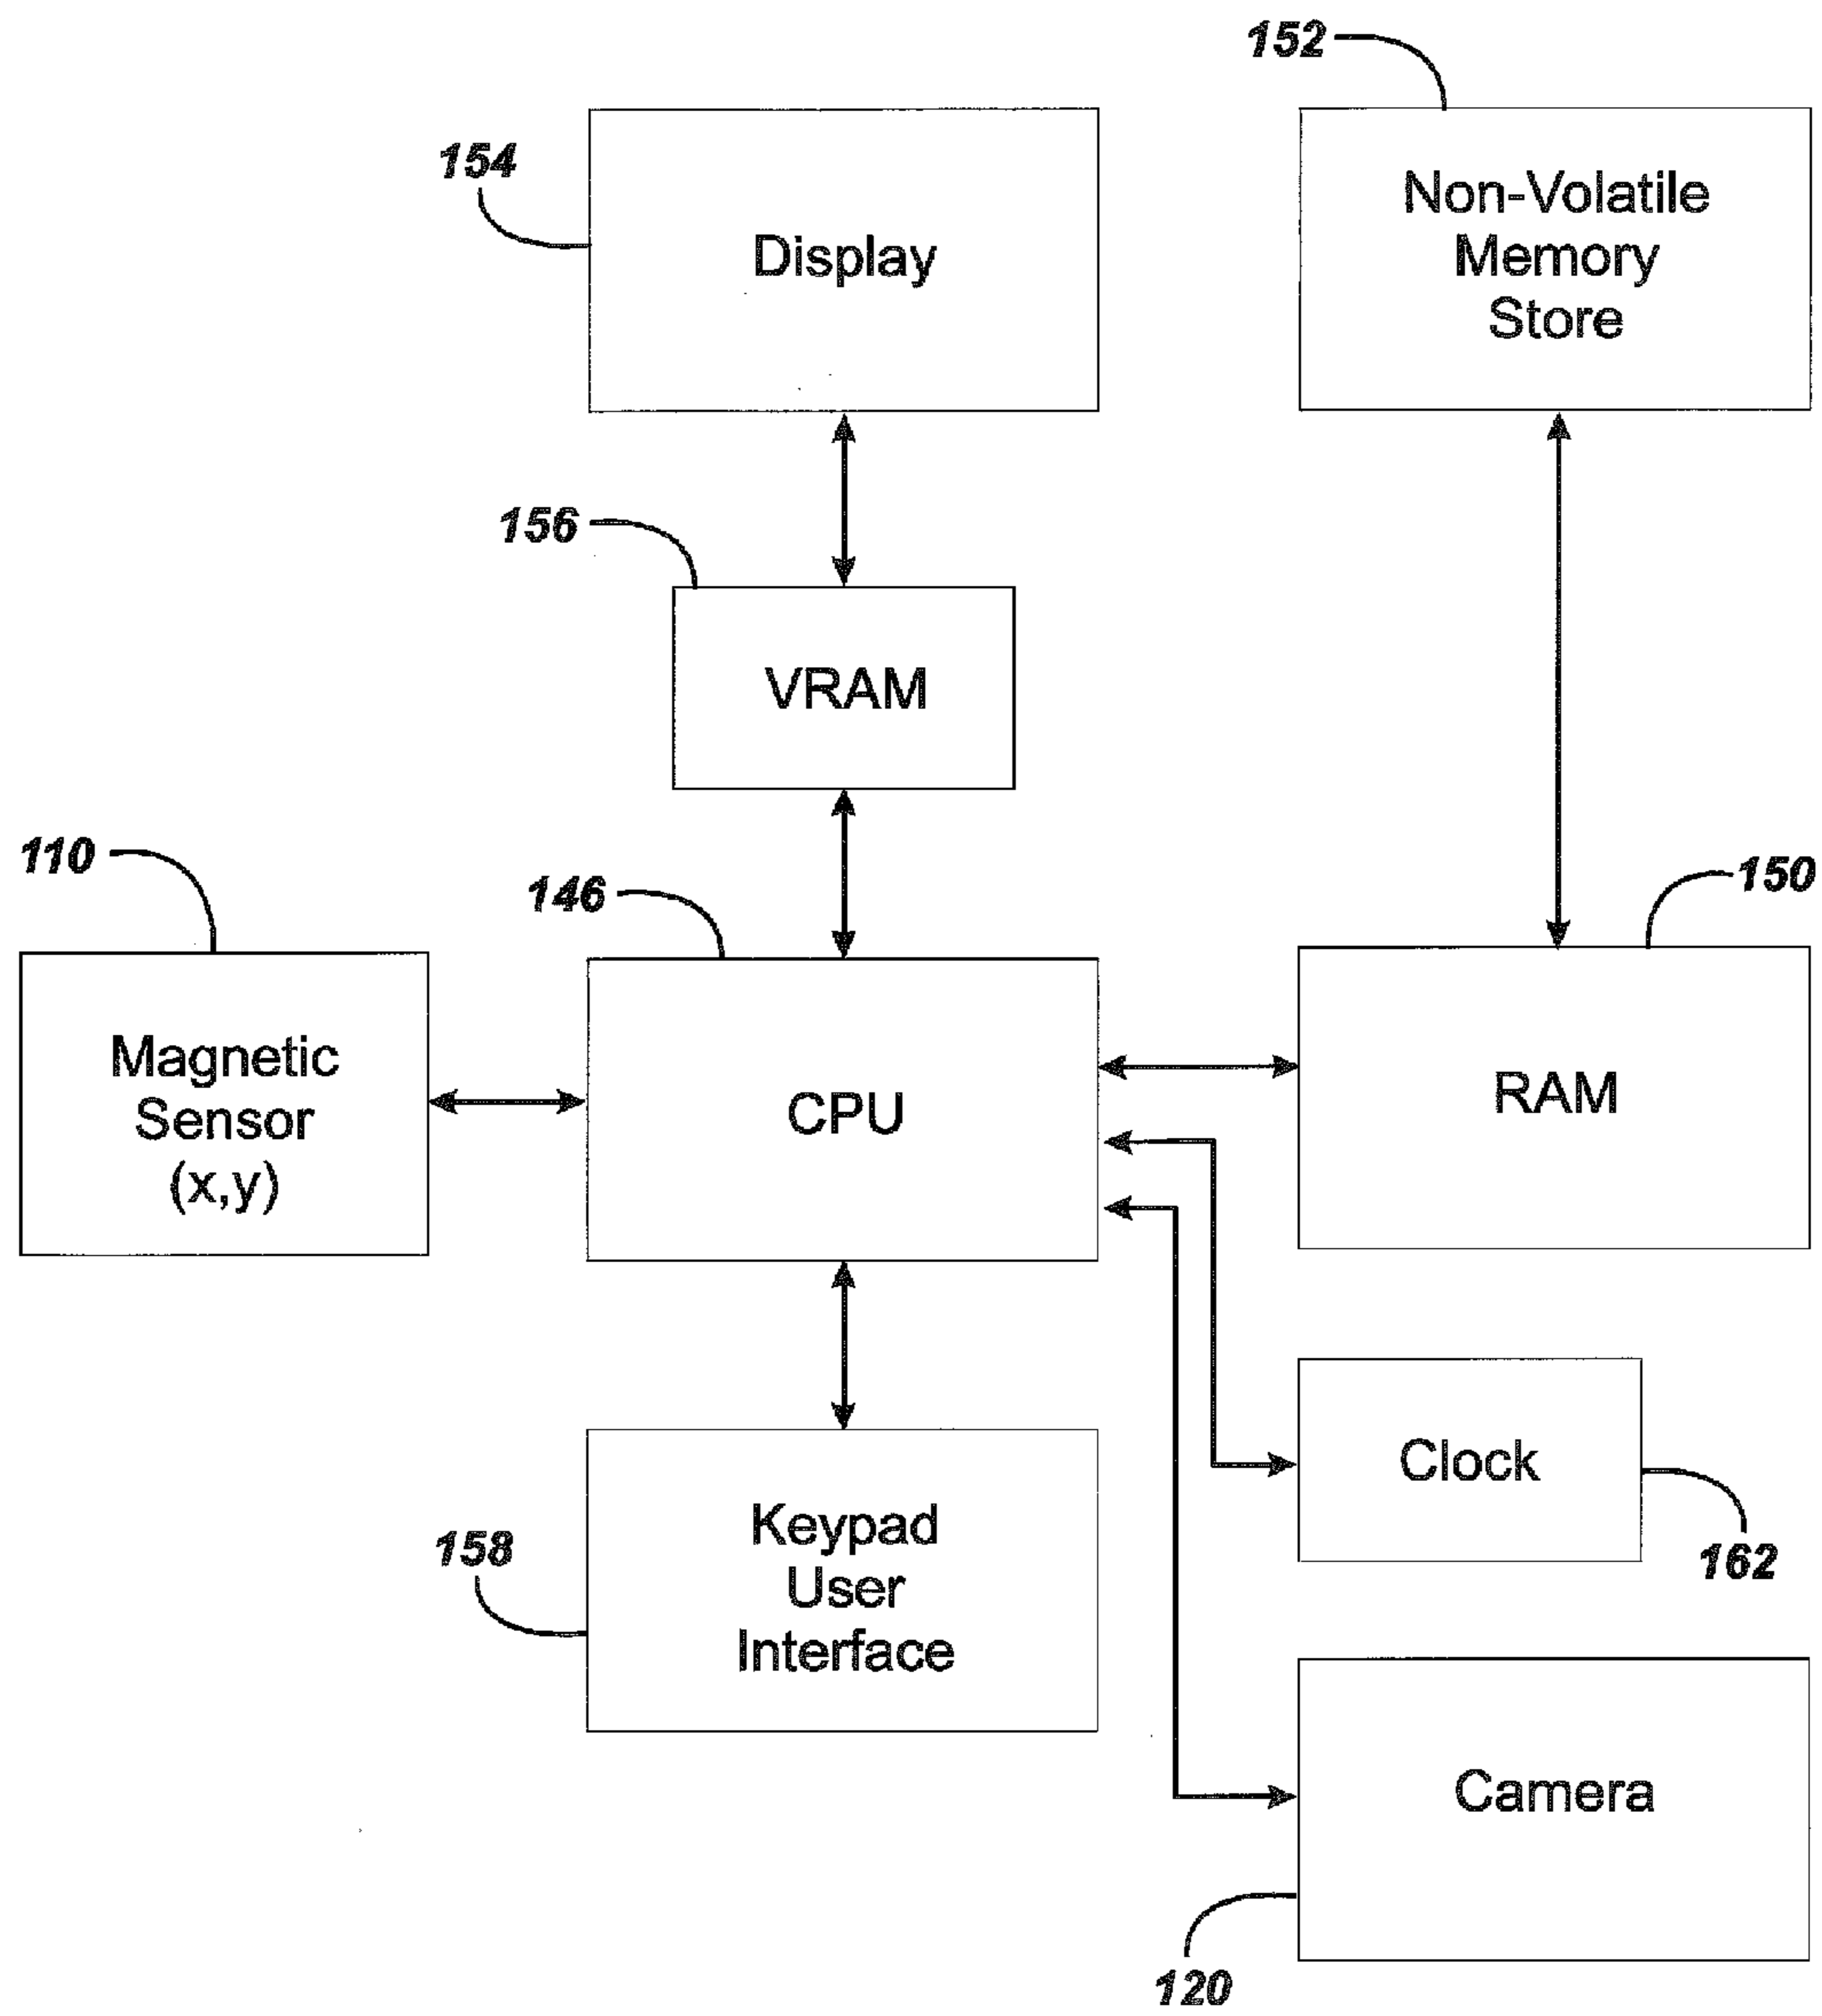 152
154
Display
Non-Volatile
Memory
Store
156
VRAM
110
146
150
Magnetic
Sensor
(x,y)
CPU
RAM
158
Keypad
User
Interface
Clock
162
Camera
120